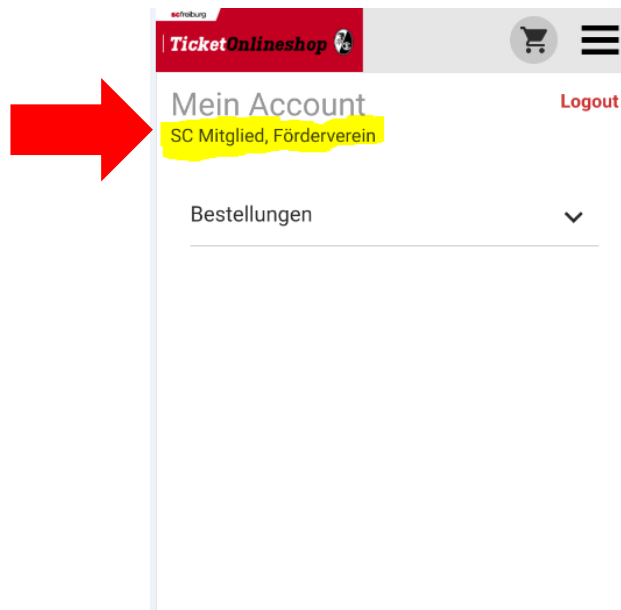 scfreiburg
TicketOnlineshop
Mein Account
Logout
SC Mitglied, Förderverein
Bestellungen